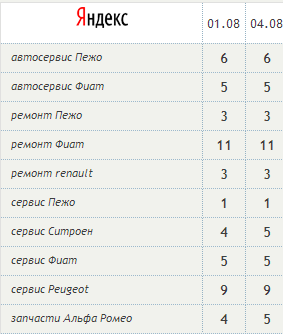 Яндекс 01.08 04.08
автосервис Пежо 6 6
автосервис Фиат 5 5
ремонт Пежо 3 3
ремонт Фиат 11 11
ремонт renault 3 3
сервис Пежо 1 1
сервис Ситроен 4 5
сервис Фиат 5 5
сервис Peugeot 9 9
запчасти Альфа Ромео 4 5